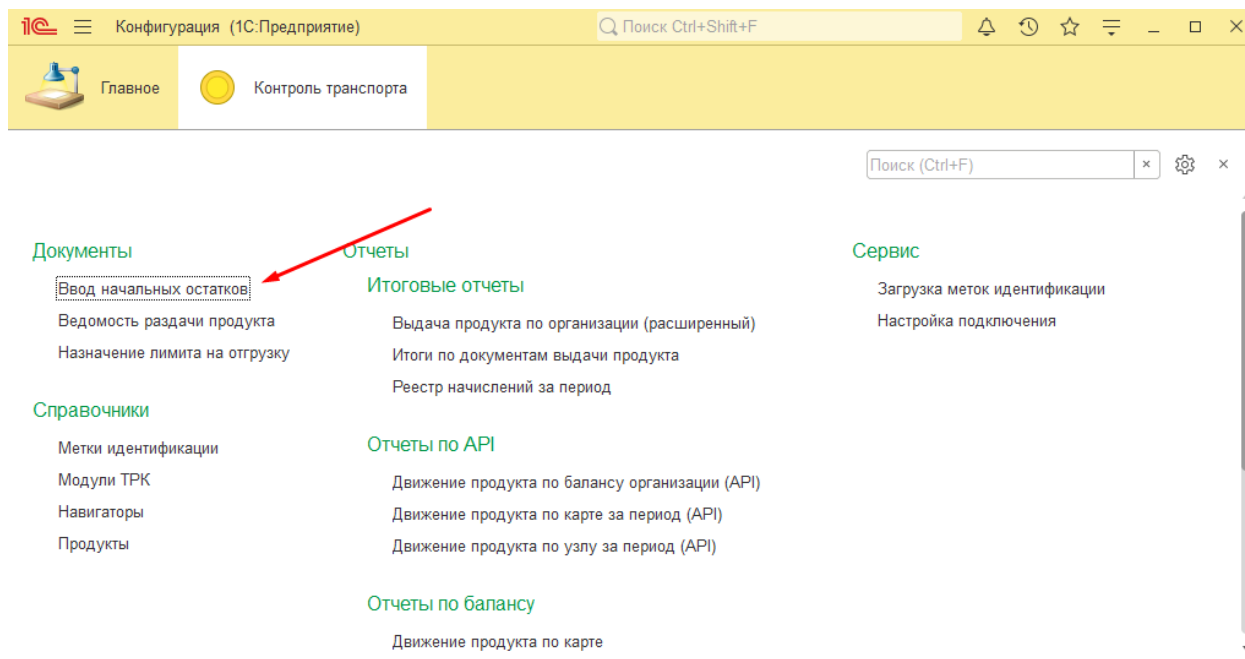 1С Конфигурация (1С:Предприятие) Поиск Ctrl+Shift+F
Главное Контроль транспорта
Поиск (Ctrl+F)
Документы
Ввод начальных остатков
Ведомость раздачи продукта
Назначение лимита на отгрузку
Справочники
Метки идентификации
Модули ТРК
Навигаторы
Продукты
Отчеты
Итоговые отчеты
Выдача продукта по организации (расширенный)
Итоги по документам выдачи продукта
Реестр начислений за период
Отчеты по API
Движение продукта по балансу организации (API)
Движение продукта по карте за период (API)
Движение продукта по узлу за период (API)
Отчеты по балансу
Движение продукта по карте
Сервис
Загрузка меток идентификации
Настройка подключения